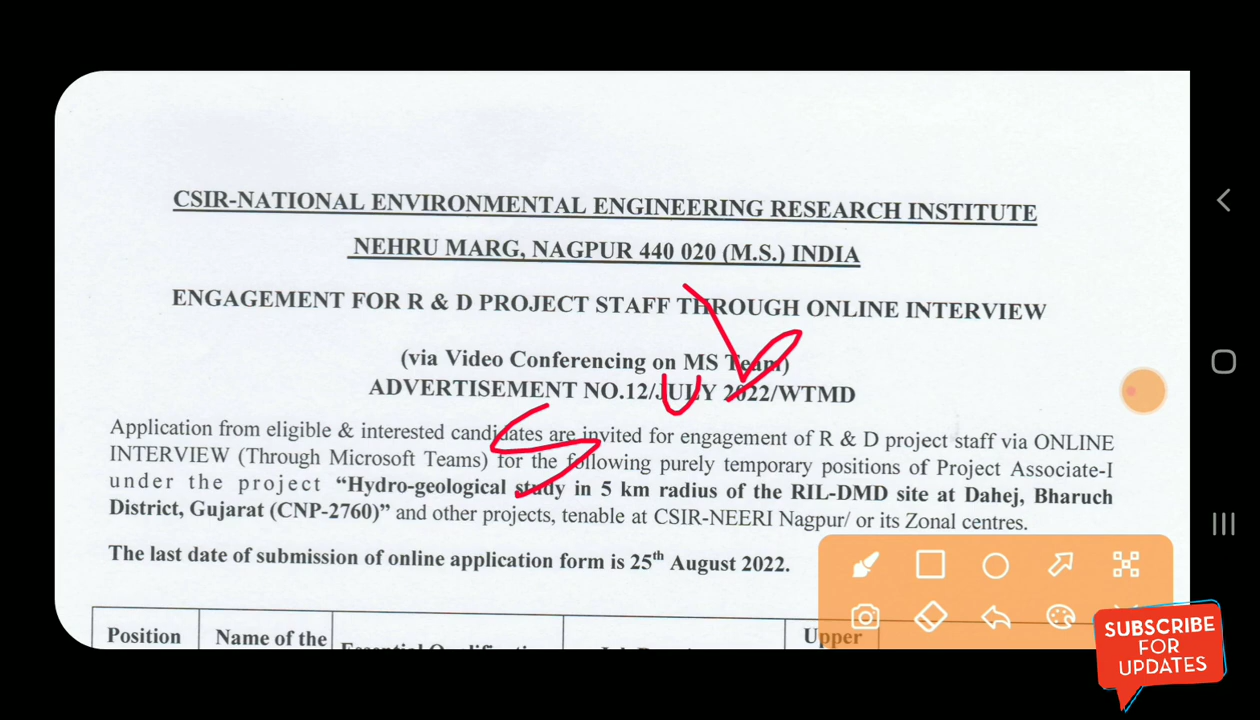 CSIR-NATIONAL ENVIRONMENTAL ENGINEERING RESEARCH INSTITUTE
NEHRU MARG, NAGPUR 440 020 (M.S.) INDIA
ENGAGEMENT FOR R & D PROJECT STAFF THROUGH ONLINE INTERVIEW
(via Video Conferencing on MS Team)
ADVERTISEMENT NO.12/JULY 2022/WTMD
Application from eligible & interested candidates are invited for engagement of R & D project staff via ONLINE
INTERVIEW (Through Microsoft Teams) for the following purely temporary positions of Project Associate-I
under the project “Hydro-geological study in 5 km radius of the RIL-DMD site at Dahej, Bharuch
District, Gujarat (CNP-2760)” and other projects, tenable at CSIR-NEERI Nagpur/ or its Zonal centres.
The last date of submission of online application form is 25th August 2022.
Position Name of the Upper
SUBSCRIBE
FOR
UPDATES